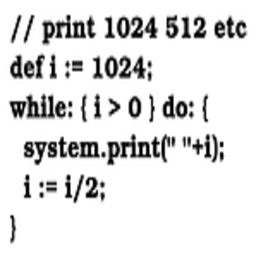 // print 1024 512 etc
def i := 1024;
while: { i > 0 } do: {
  system.print(" "+i);
  i := i/2;
}